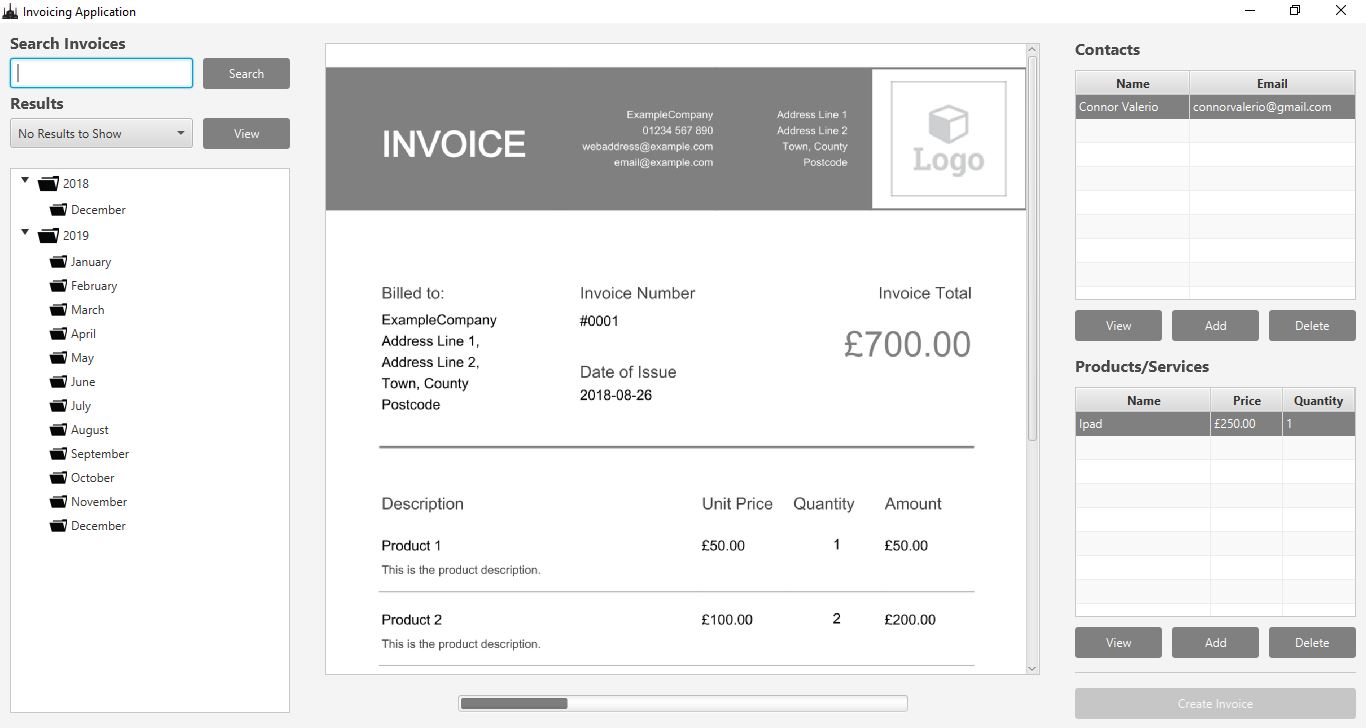 Invoicing Application
Search Invoices
Search
Results
No Results to Show
View
2018
December
2019
January
February
March
April
May
June
July
August
September
October
November
December
INVOICE
ExampleCompany
01234 567 890
webaddress@example.com
email@example.com
Address Line 1
Address Line 2
Town, County
Postcode
Logo
Billed to:
ExampleCompany
Address Line 1,
Address Line 2,
Town, County
Postcode
Invoice Number
#0001
Date of Issue
2018-08-26
Invoice Total
£700.00
Description Unit Price Quantity Amount
Product 1 £50.00 1 £50.00
This is the product description.
Product 2 £100.00 2 £200.00
This is the product description.
Contacts
Name Email
Connor Valerio connorvalerio@gmail.com
View Add Delete
Products/Services
Name Price Quantity
Ipad £250.00 1
View Add Delete
Create Invoice